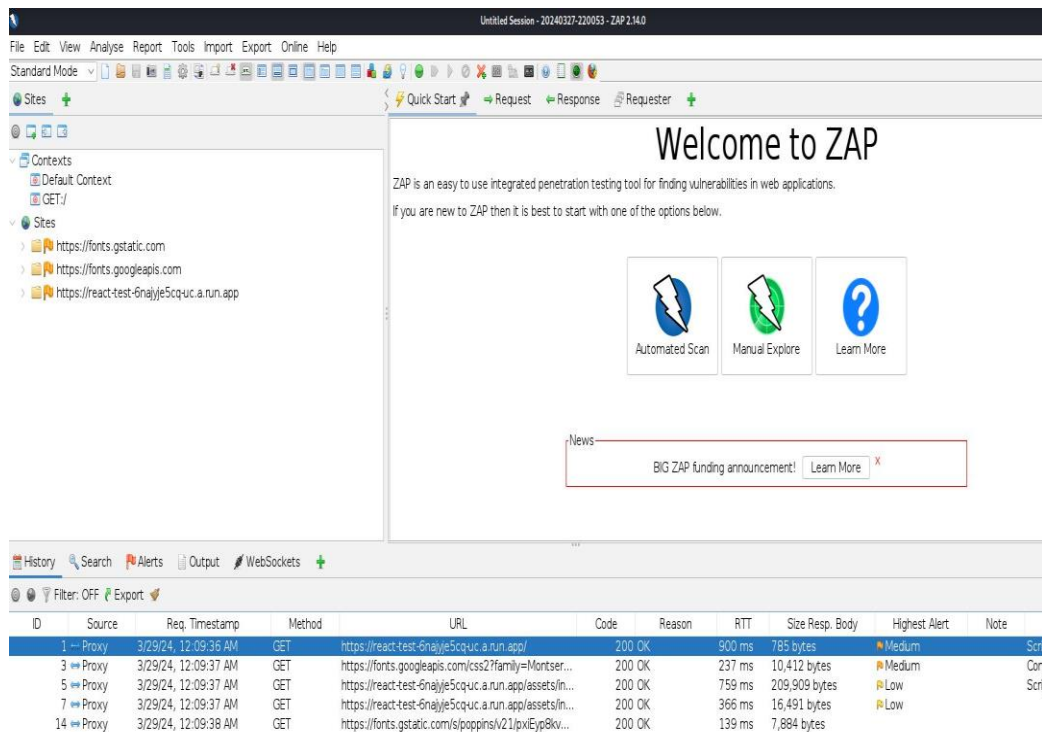 Untitled Session - 20240327-220053 - ZAP 2.14.0
File Edit View Analyse Report Tools Import Export Online Help
Standard Mode
Sites
Quick Start Request Response Requester
Contexts
Default Context
GET:/
Sites
https://fonts.gstatic.com
https://fonts.googleapis.com
https://react-test-6najyje5cq-uc.a.run.app
Welcome to ZAP
ZAP is an easy to use integrated penetration testing tool for finding vulnerabilities in web applications.
If you are new to ZAP then it is best to start with one of the options below.
Automated Scan Manual Explore Learn More
News
BIG ZAP funding announcement! Learn More X
History Search Alerts Output WebSockets
Filter: OFF Export
ID Source Req. Timestamp Method URL Code Reason RTT Size Resp. Body Highest Alert Note
1 Proxy 3/29/24, 12:09:36 AM GET https://react-test-6najyje5cq-uc.a.run.app/ 200 OK 900 ms 785 bytes Medium Scri
3 Proxy 3/29/24, 12:09:37 AM GET https://fonts.googleapis.com/css2?family=Montser... 200 OK 237 ms 10,412 bytes Medium Con
5 Proxy 3/29/24, 12:09:37 AM GET https://react-test-6najyje5cq-uc.a.run.app/assets/in... 200 OK 759 ms 209,909 bytes Low Scri
7 Proxy 3/29/24, 12:09:37 AM GET https://react-test-6najyje5cq-uc.a.run.app/assets/in... 200 OK 366 ms 16,491 bytes Low
14 Proxy 3/29/24, 12:09:38 AM GET https://fonts.gstatic.com/s/poppins/v21/pxiEyp8kv... 200 OK 139 ms 7,884 bytes